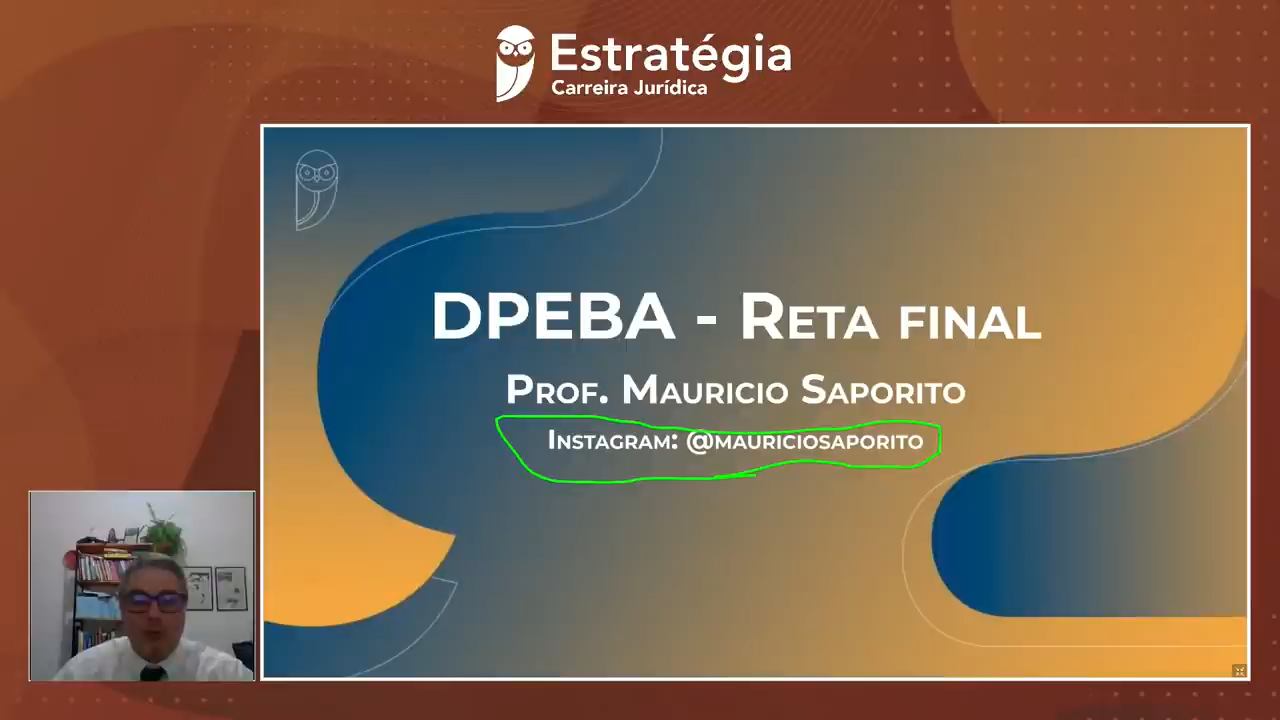 Estratégia
Carreira Jurídica
DPEBA - Reta final
Prof. Mauricio Saporito
Instagram: @mauriciosaporito